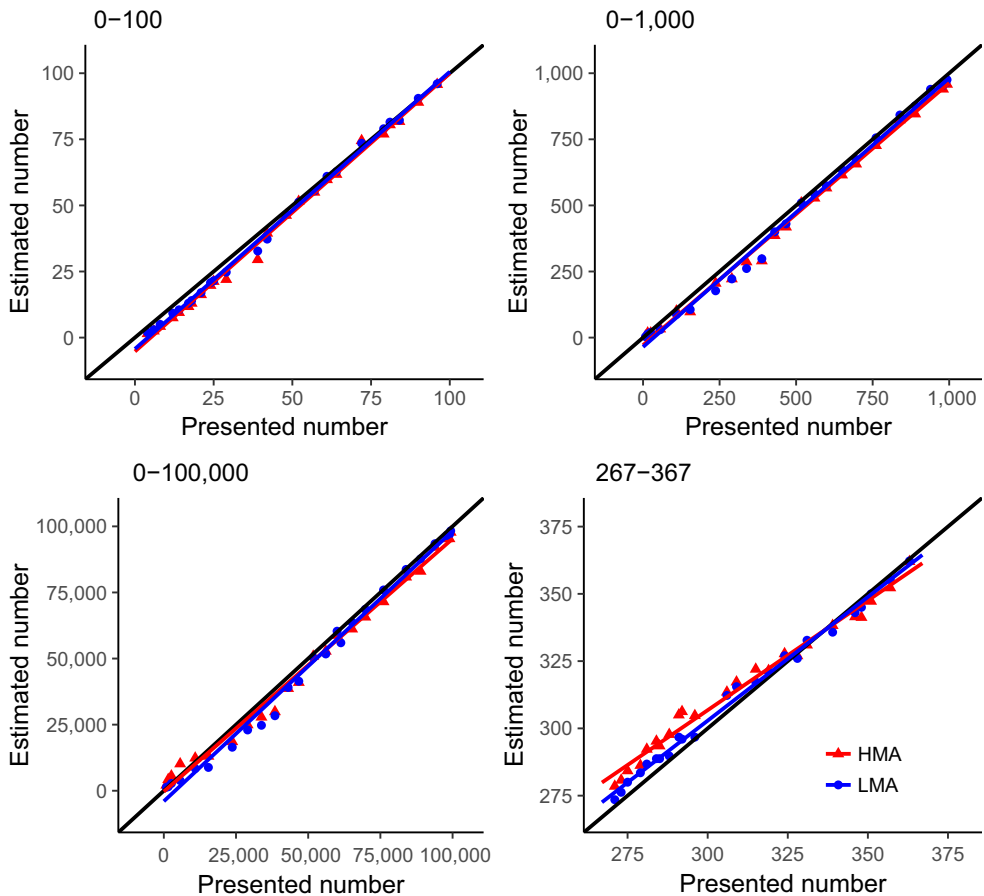 0−100
100
75
50
25
0
Estimated number
0 25 50 75 100
Presented number
0−1,000
1,000
750
500
250
0
Estimated number
0 250 500 750 1,000
Presented number
0−100,000
100,000
75,000
50,000
25,000
0
Estimated number
0 25,000 50,000 75,000 100,000
Presented number
267−367
375
350
325
300
275
Estimated number
HMA
LMA
275 300 325 350 375
Presented number